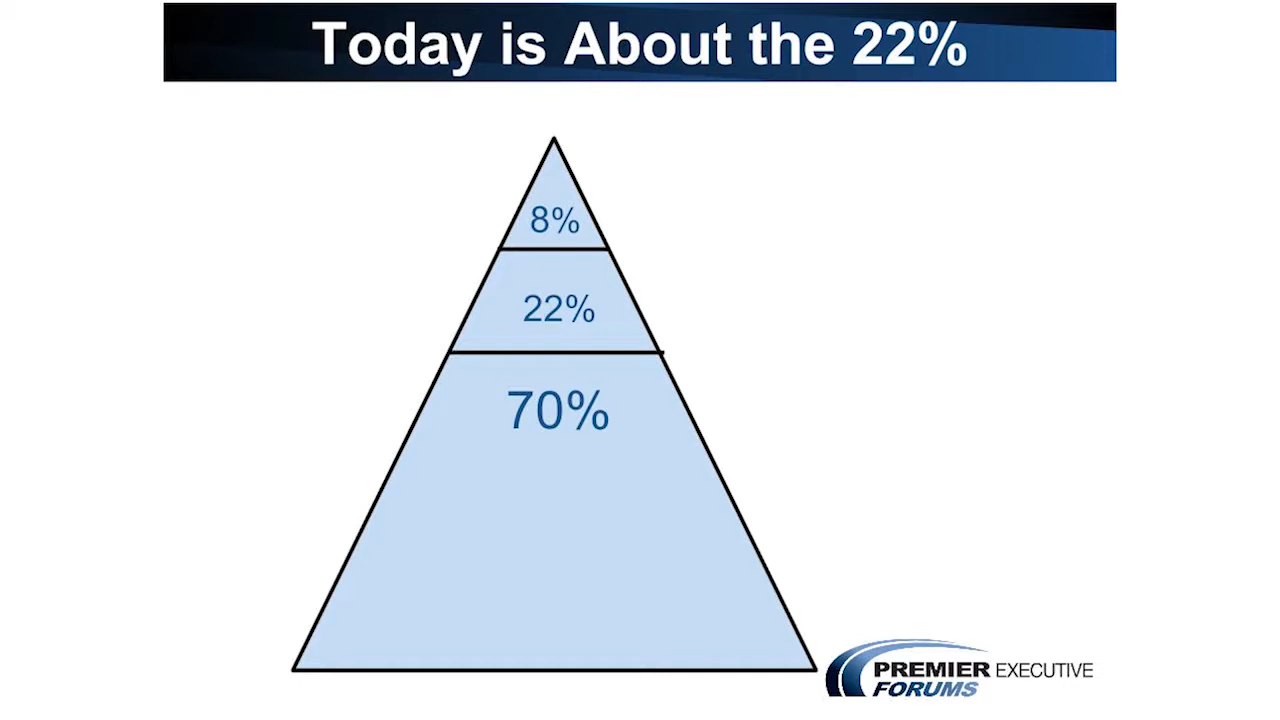 Today is About the 22%
8%
22%
70%
PREMIER EXECUTIVE
FORUMS